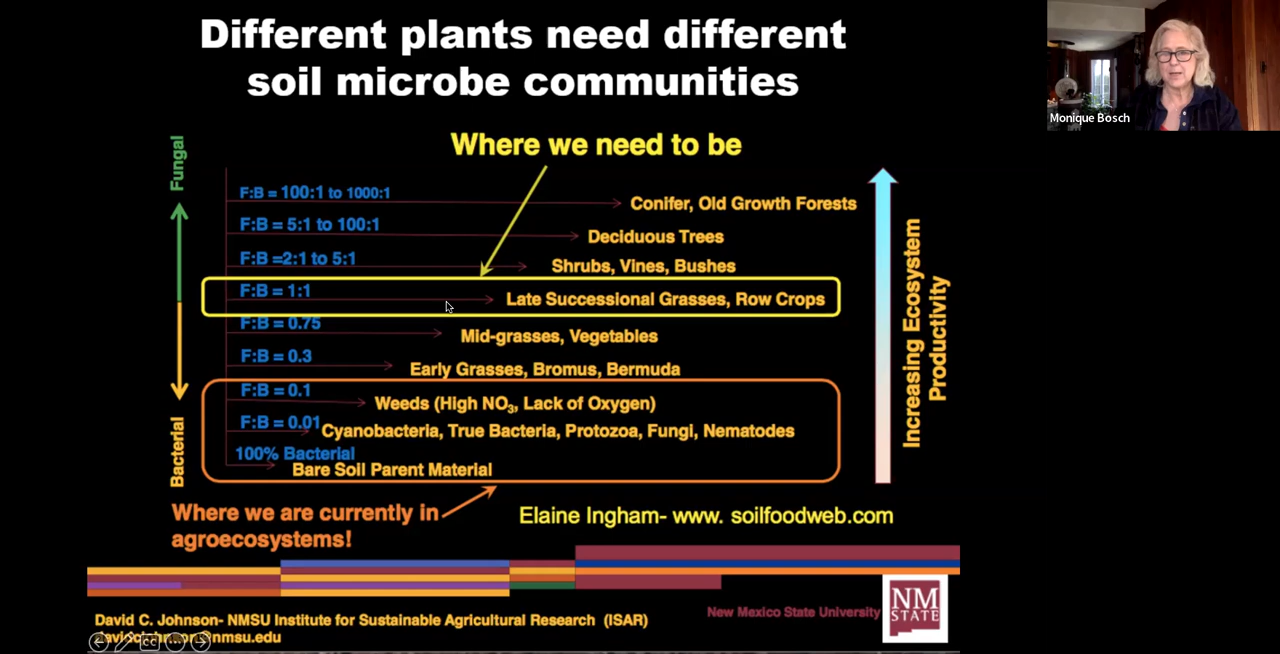 Different plants need different
soil microbe communities
Monique Bosch
Where we need to be
Fungal
F:B = 100:1 to 1000:1
Conifer, Old Growth Forests
F:B = 5:1 to 100:1
Deciduous Trees
F:B =2:1 to 5:1
Shrubs, Vines, Bushes
F:B = 1:1
Late Successional Grasses, Row Crops
F:B = 0.75
Mid-grasses, Vegetables
F:B = 0.3
Early Grasses, Bromus, Bermuda
F:B = 0.1
Weeds (High NO₃, Lack of Oxygen)
F:B = 0.01
Cyanobacteria, True Bacteria, Protozoa, Fungi, Nematodes
100% Bacterial
Bare Soil Parent Material
Bacterial
Increasing Ecosystem
Productivity
Where we are currently in
agroecosystems!
Elaine Ingham- www. soilfoodweb.com
David C. Johnson- NMSU Institute for Sustainable Agricultural Research (ISAR)
New Mexico State University
NM
STATE
CC